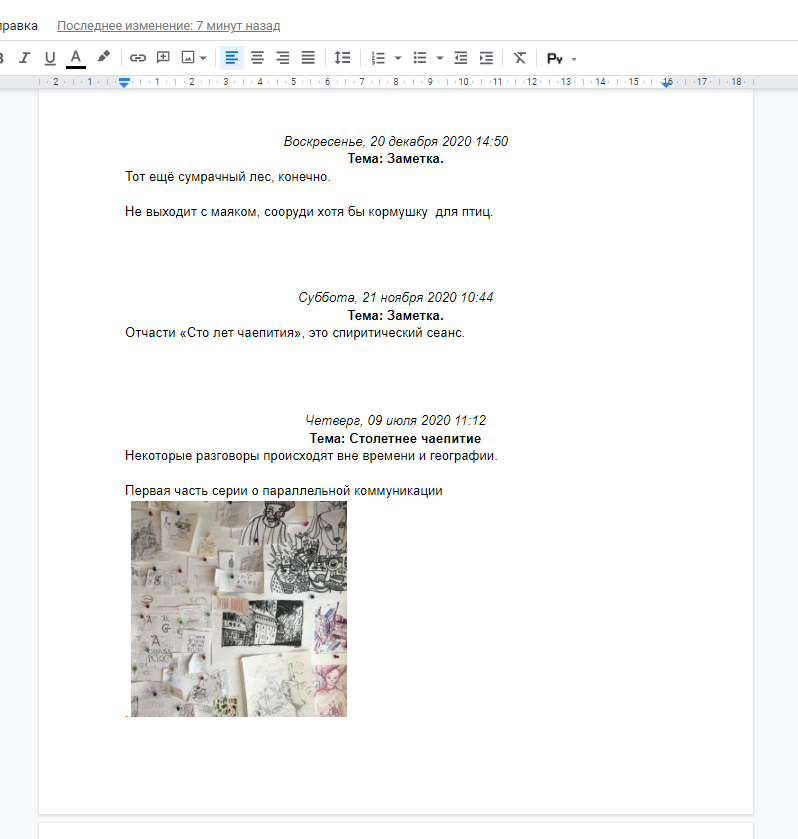 правка Последнее изменение: 7 минут назад
2 1 1 2 3 4 5 6 7 8 9 10 11 12 13 14 15 16 17 18
Воскресенье, 20 декабря 2020 14:50
Тема: Заметка.
Тот ещё сумрачный лес, конечно.
Не выходит с маяком, сооруди хотя бы кормушку  для птиц.
Суббота, 21 ноября 2020 10:44
Тема: Заметка.
Отчасти «Сто лет чаепития», это спиритический сеанс.
Четверг, 09 июля 2020 11:12
Тема: Столетнее чаепитие
Некоторые разговоры происходят вне времени и географии.
Первая часть серии о параллельной коммуникации
.